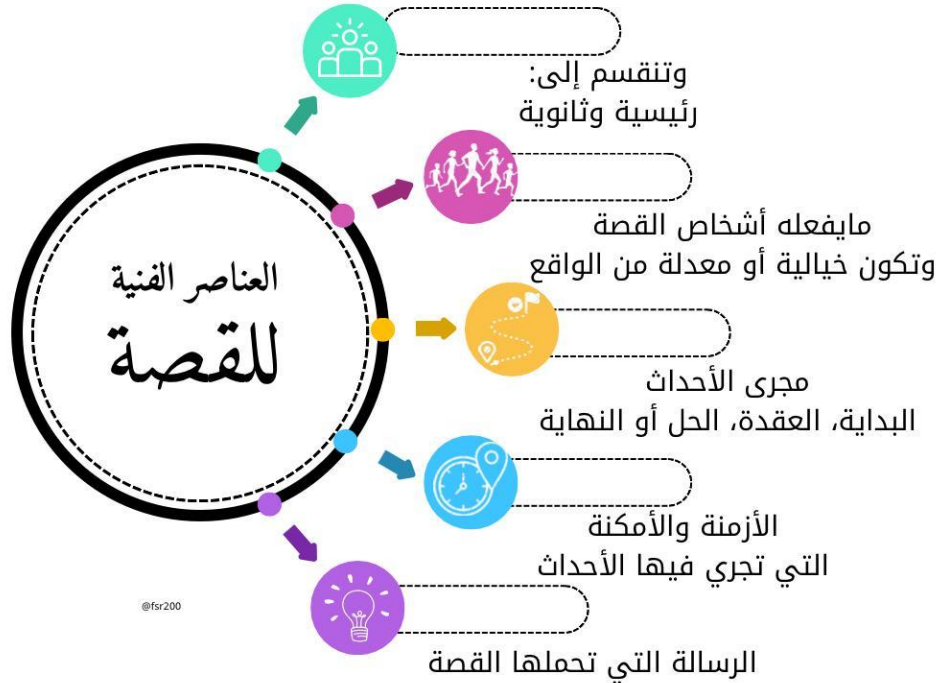 وتنقسم إلى:
رئيسية وثانوية
العناصر الفنية
للقصة
مايفعله أشخاص القصة
وتكون خيالية أو معدلة من الواقع
مجرى الأحداث
البداية، العقدة، الحل أو النهاية
الأزمنة والأمكنة
التي تجري فيها الأحداث
الرسالة التي تحملها القصة
@fsr200